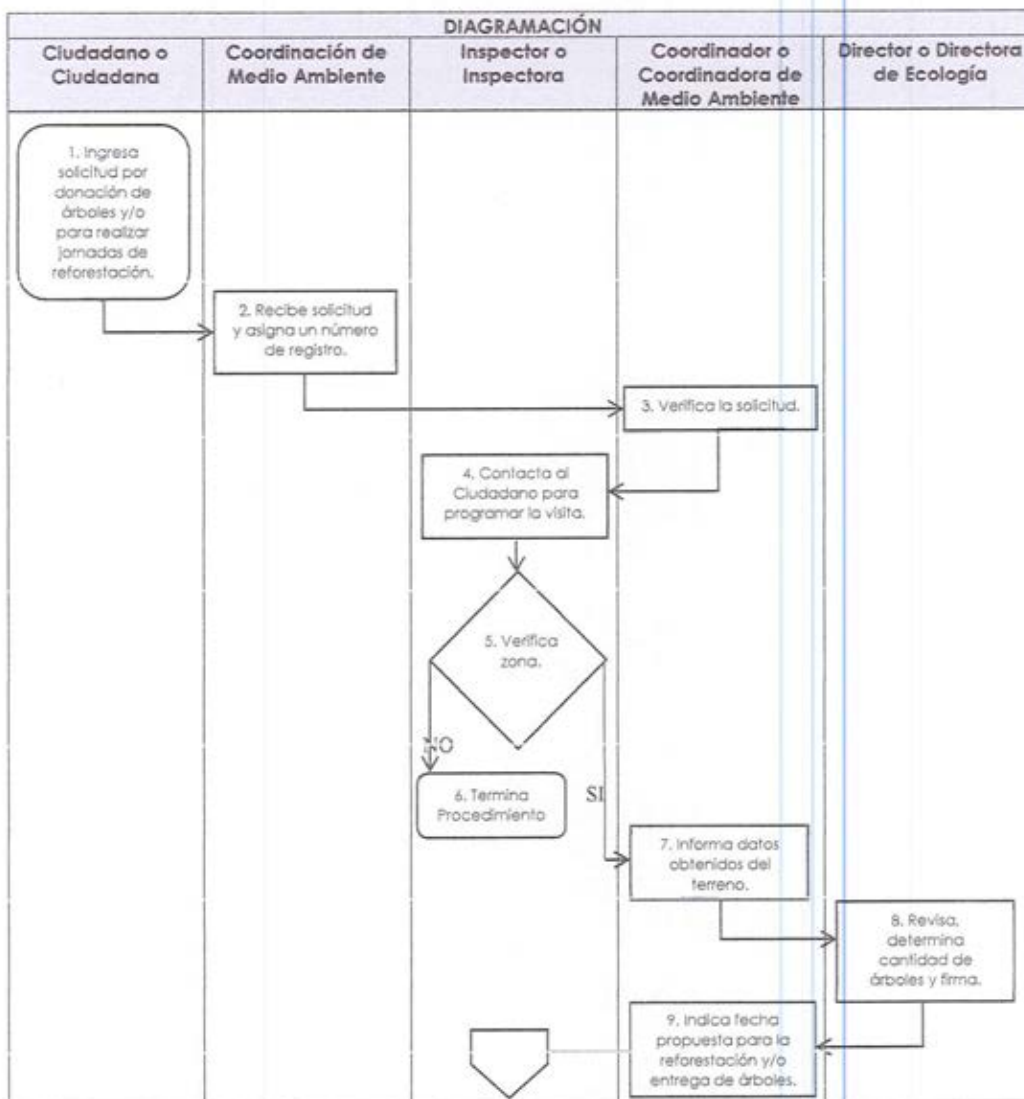 DIAGRAMACIÓN
Ciudadano o
Ciudadana
Coordinación de
Medio Ambiente
Inspector o
Inspectora
Coordinador o
Coordinadora de
Medio Ambiente
Director o Directora
de Ecología
1. Ingresa
solicitud por
donación de
árboles y/o
para realizar
jornadas de
reforestación.
2. Recibe solicitud
y asigna un número
de registro.
3. Verifica la solicitud.
4. Contacta al
Ciudadano para
programar la visita.
5. Verifica
zona.
NO
6. Termina
Procedimiento
SI
7. Informa datos
obtenidos del
terreno.
8. Revisa,
determina
cantidad de
árboles y firma.
9. Indica fecha
propuesta para la
reforestación y/o
entrega de árboles.